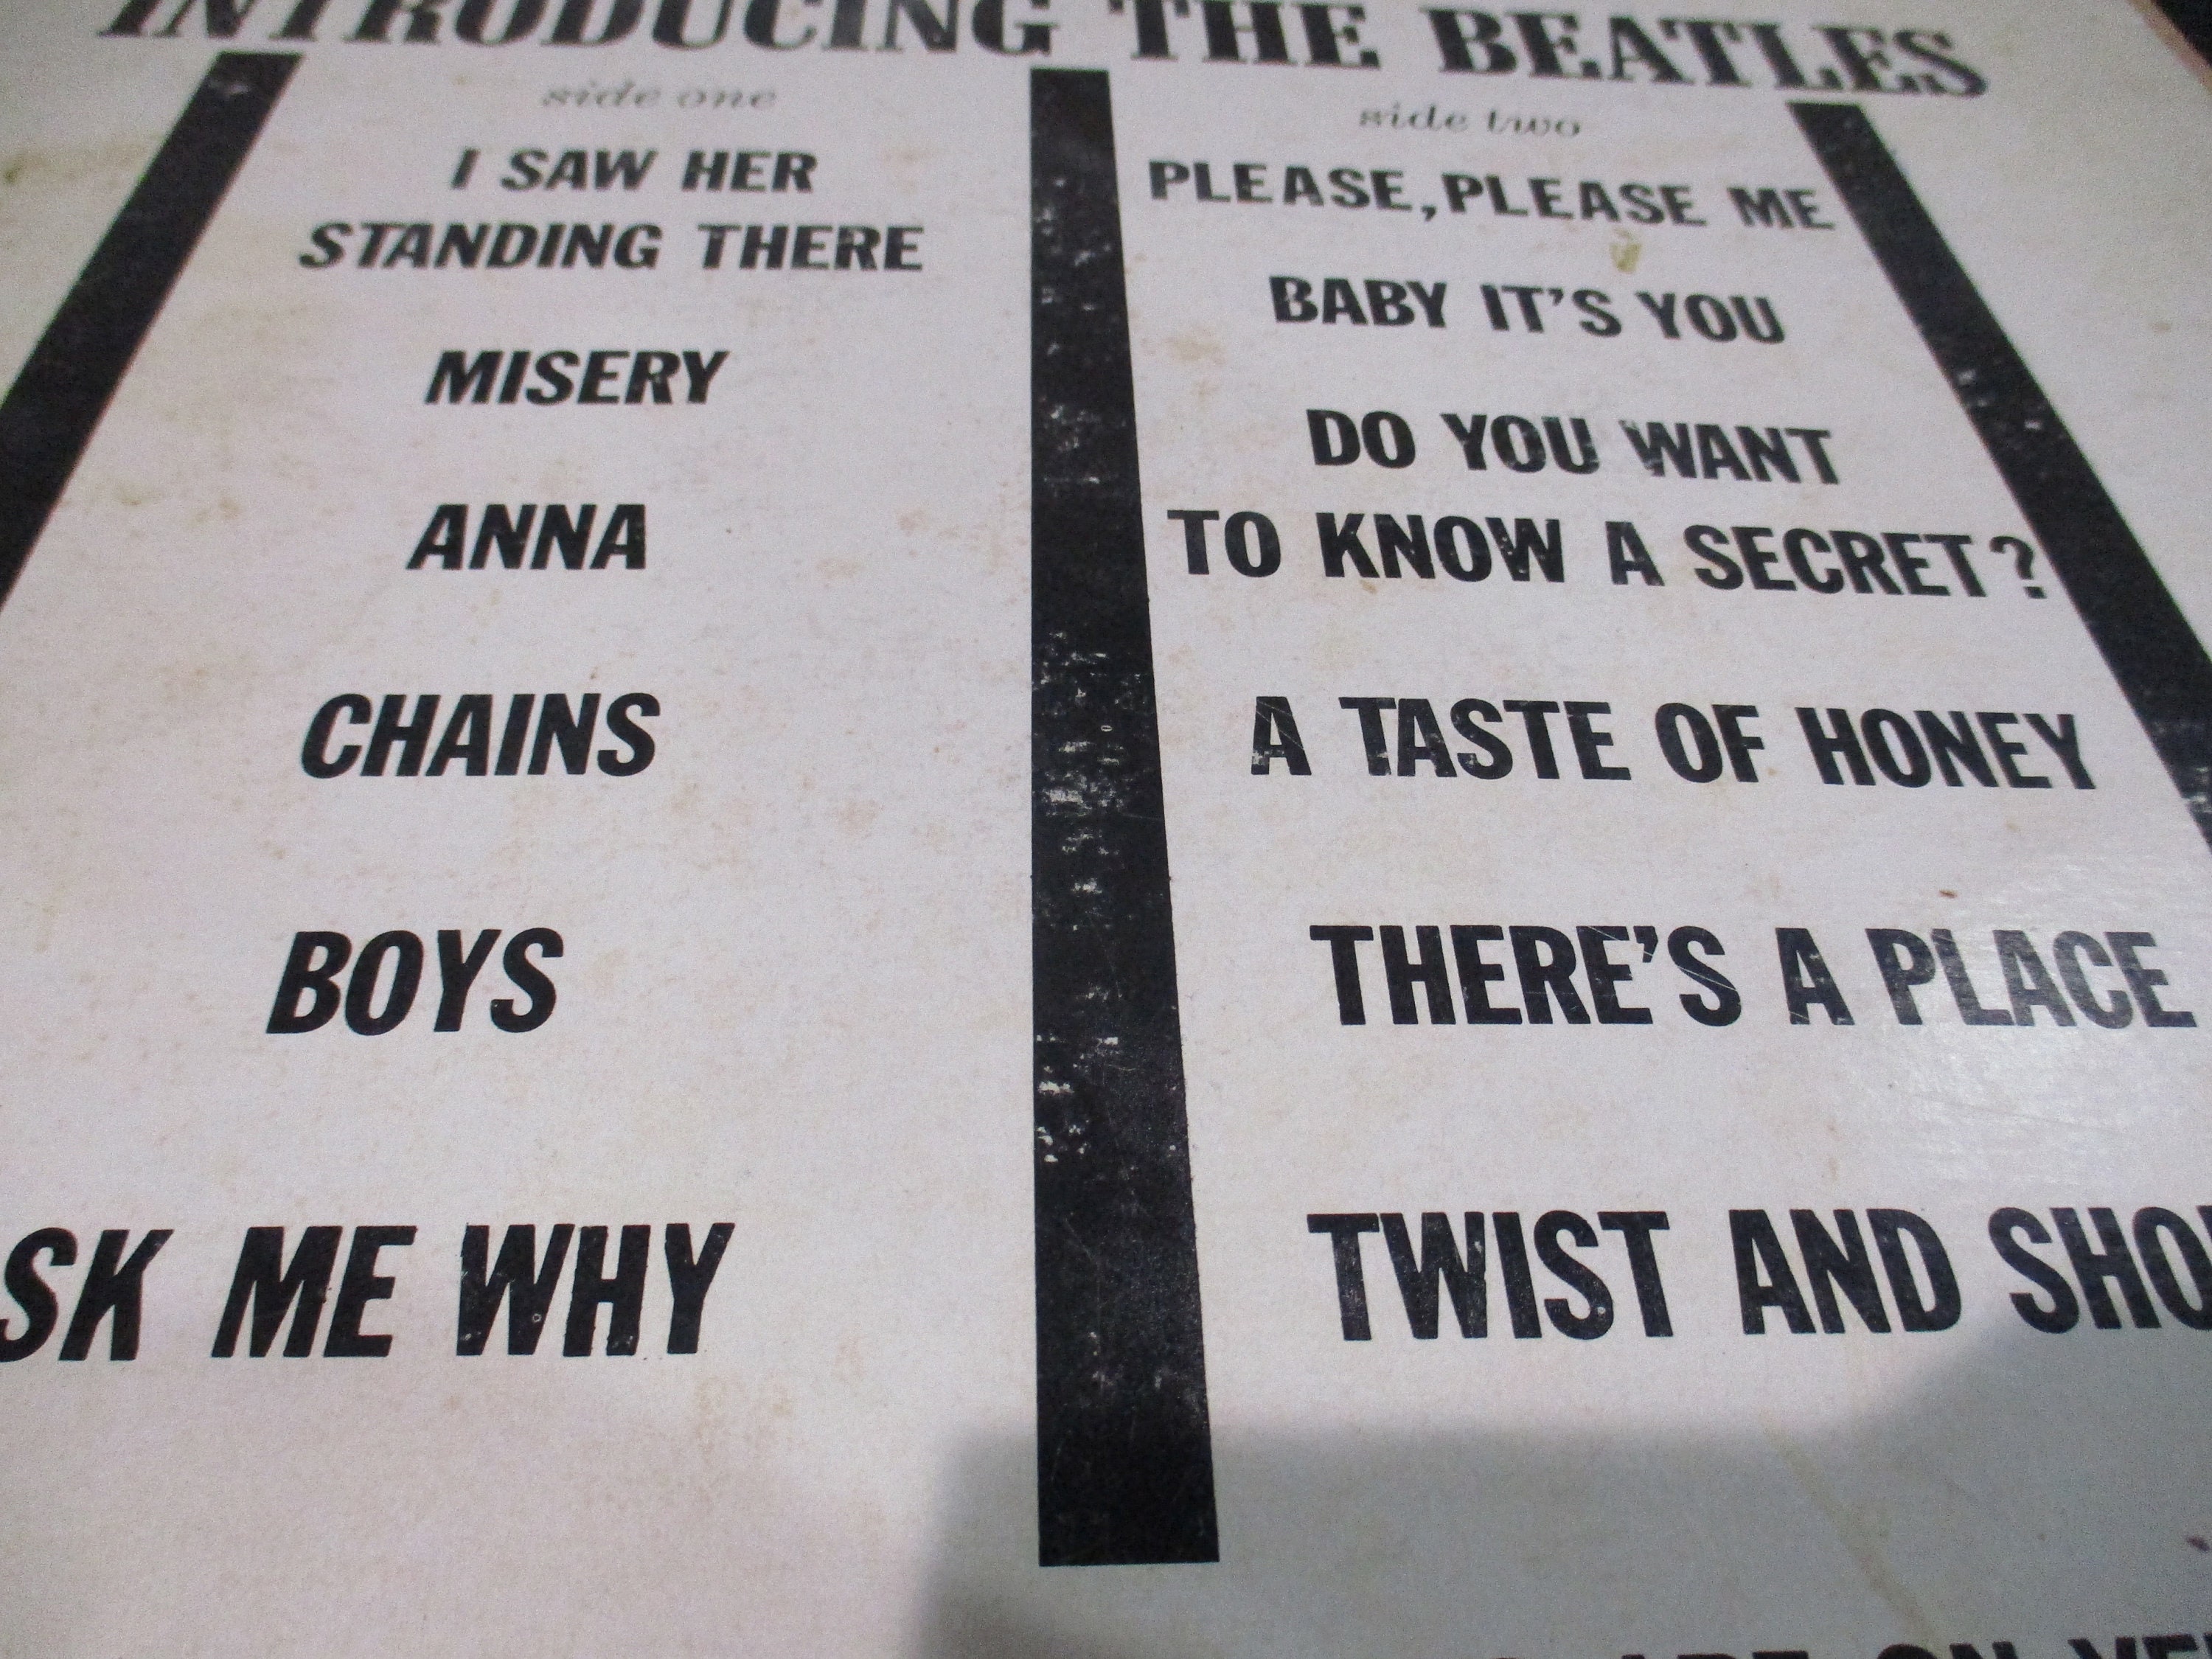 INTRODUCING THE BEATLES
side one
I SAW HER
STANDING THERE
MISERY
ANNA
CHAINS
BOYS
SK ME WHY
side two
PLEASE, PLEASE ME
BABY IT'S YOU
DO YOU WANT
TO KNOW A SECRET?
A TASTE OF HONEY
THERE'S A PLACE
TWIST AND SHO